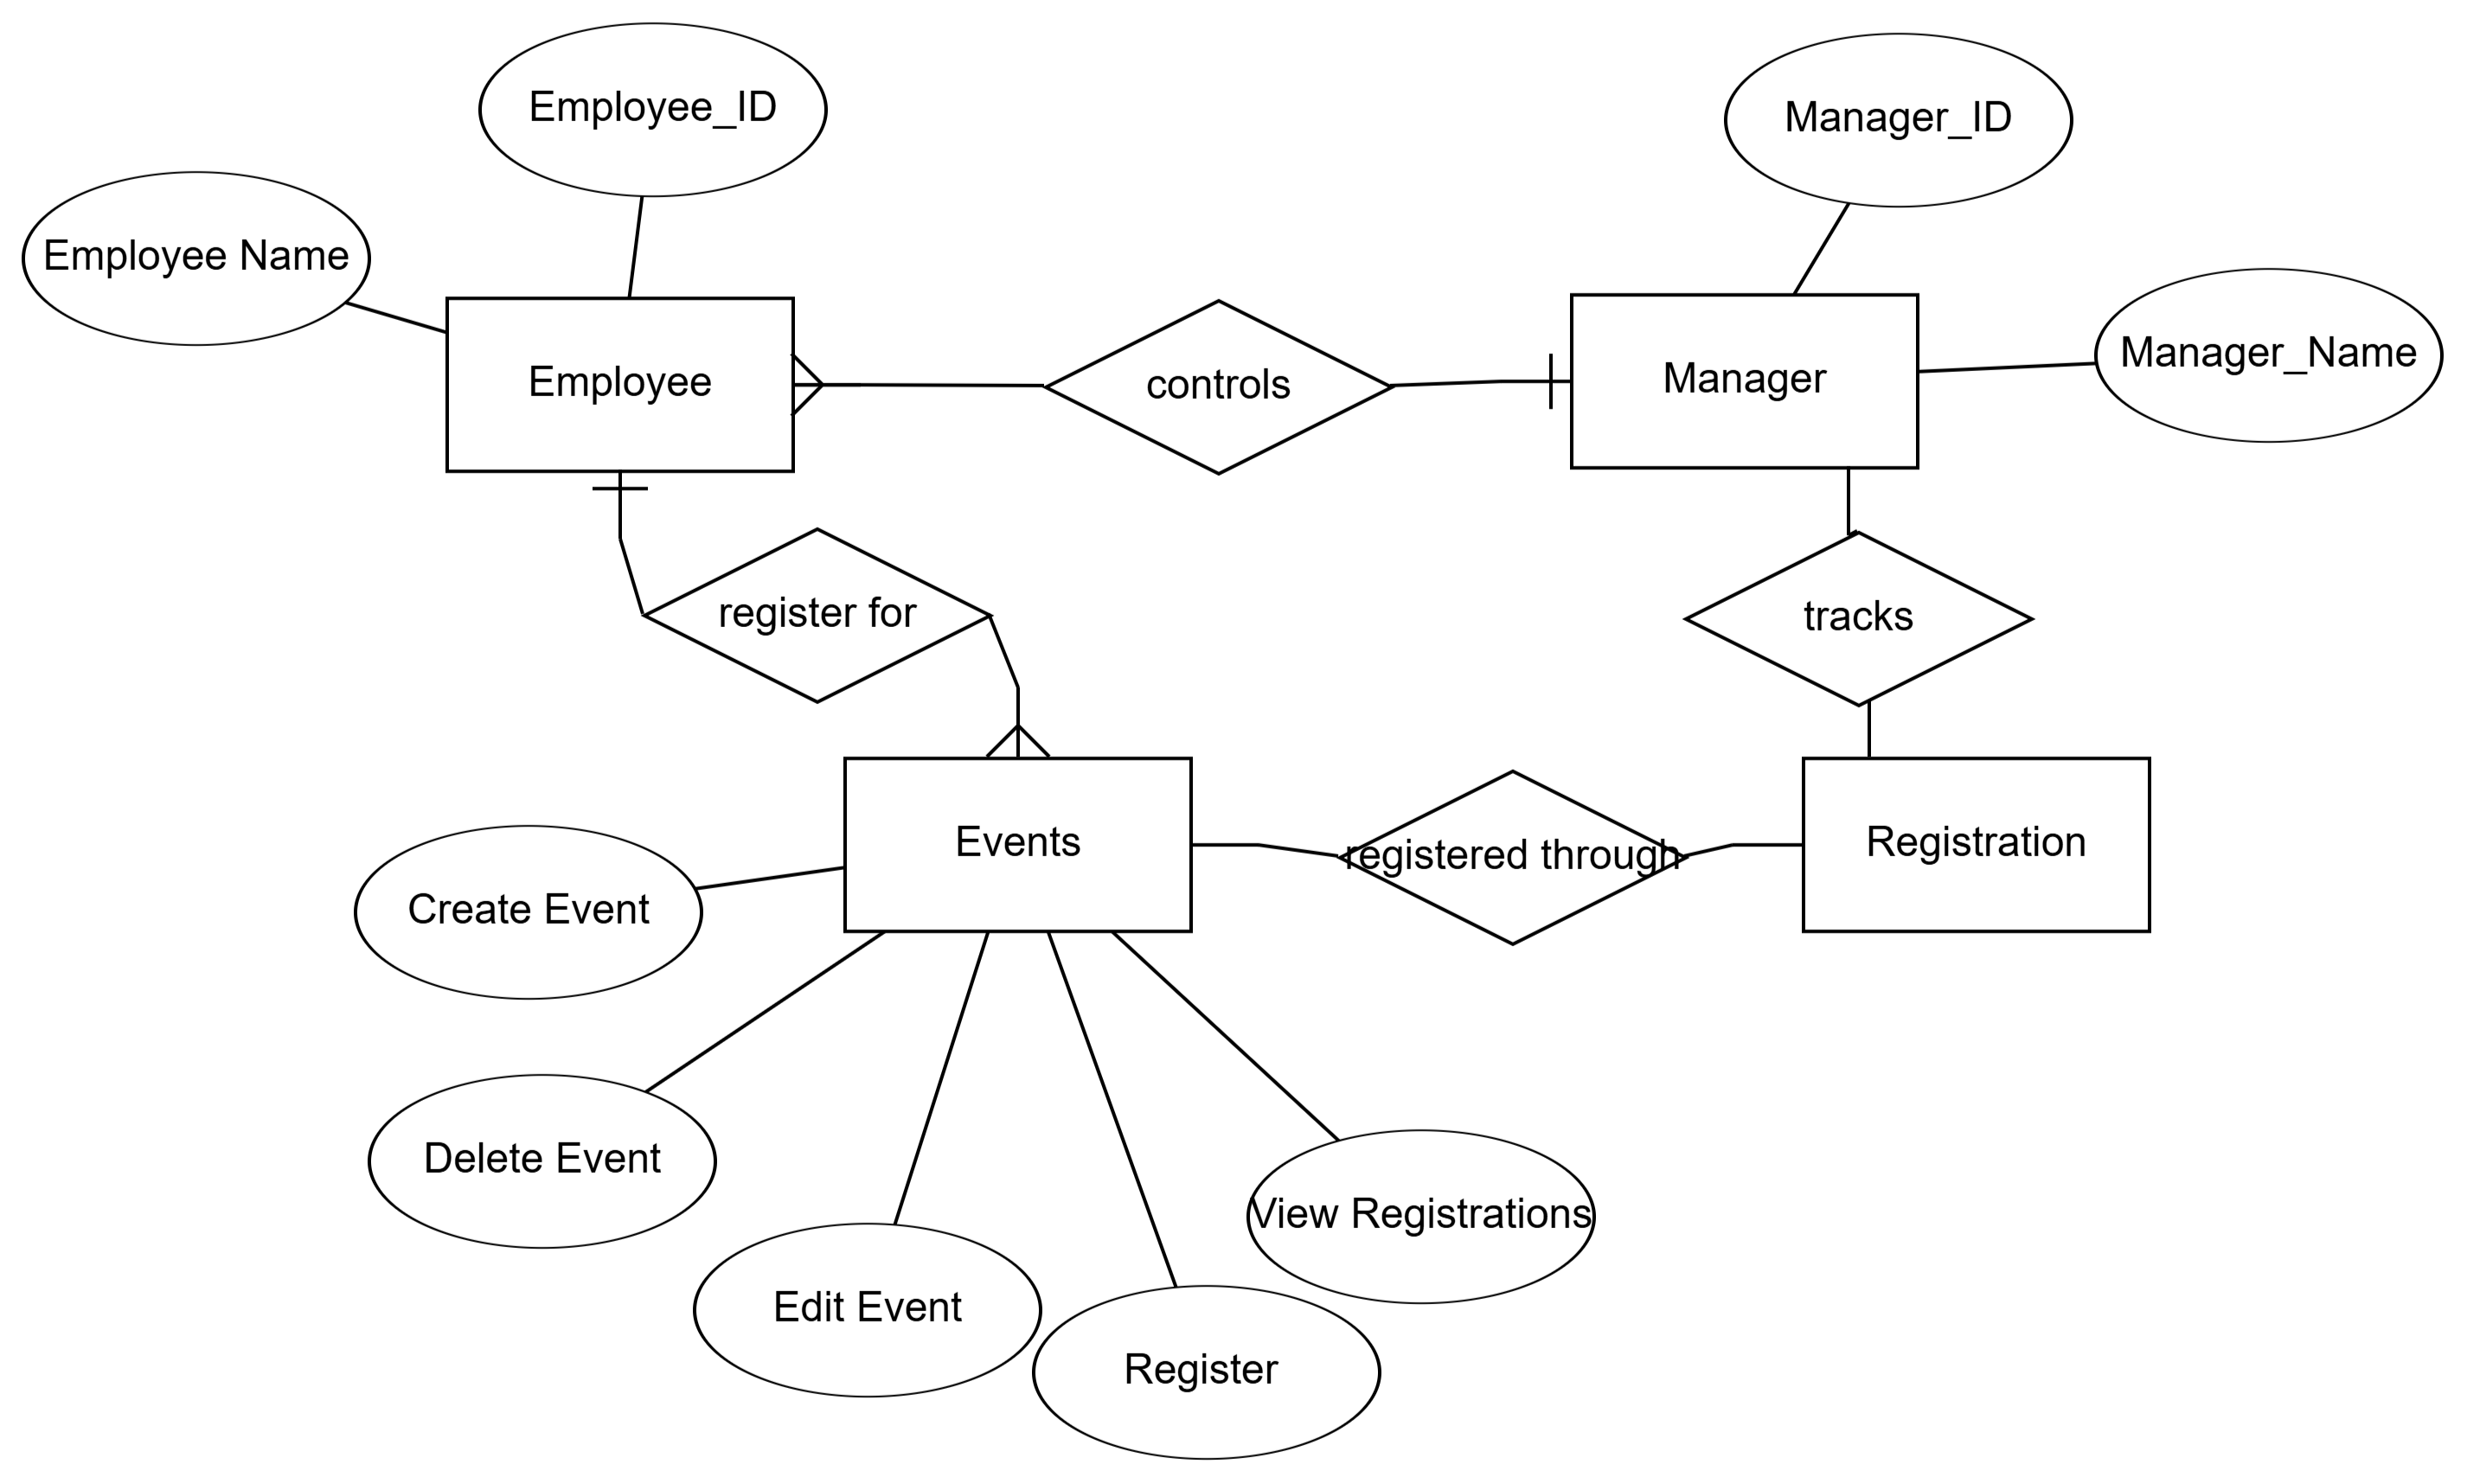 Employee_ID
Manager_ID
Employee Name
Manager_Name
Employee
controls
Manager
register for
tracks
Events
registered through
Registration
Create Event
Delete Event
View Registrations
Edit Event
Register